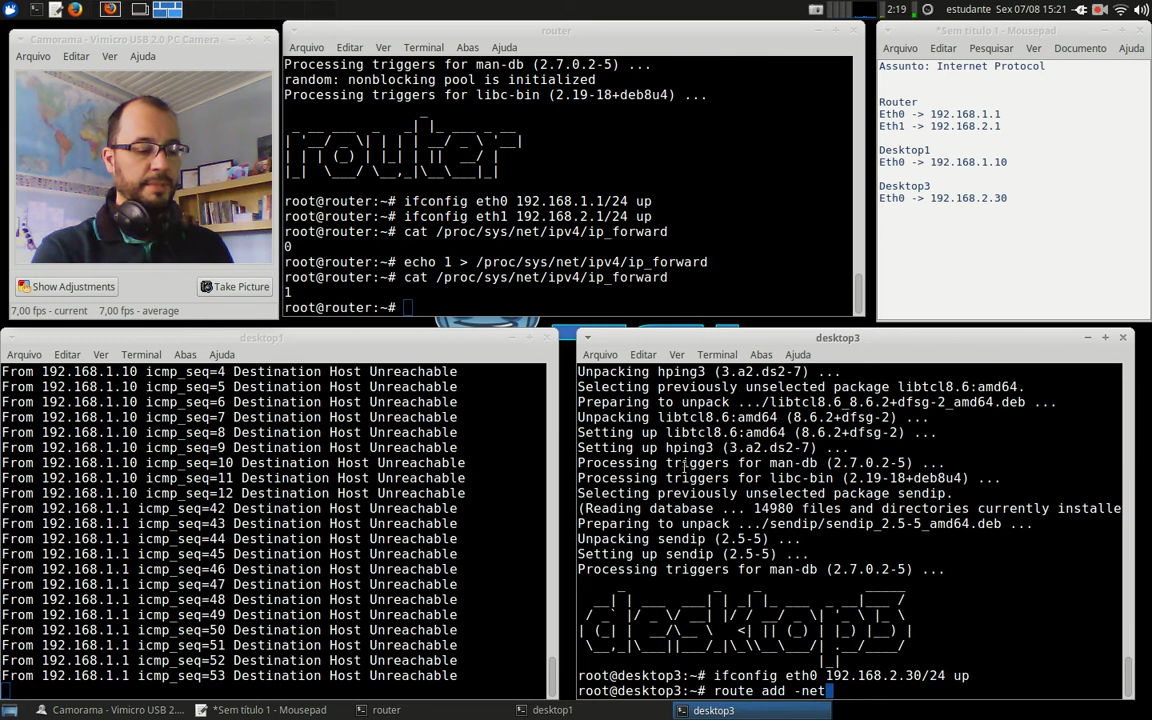 2:19 estudante Sex 07/08 15:21
Camorama - Vimicro USB 2.0 PC Camera
Arquivo Editar Ver Ajuda
Show Adjustments Take Picture
7,00 fps - current 7,00 fps - average
router
Arquivo Editar Ver Terminal Abas Ajuda
Processing triggers for man-db (2.7.0.2-5) ...
random: nonblocking pool is initialized
Processing triggers for libc-bin (2.19-18+deb8u4) ...
router
root@router:~# ifconfig eth0 192.168.1.1/24 up
root@router:~# ifconfig eth1 192.168.2.1/24 up
root@router:~# cat /proc/sys/net/ipv4/ip_forward
0
root@router:~# echo 1 > /proc/sys/net/ipv4/ip_forward
root@router:~# cat /proc/sys/net/ipv4/ip_forward
1
root@router:~#
*Sem título 1 - Mousepad
Arquivo Editar Pesquisar Ver Documento Ajuda
Assunto: Internet Protocol
Router
Eth0 -> 192.168.1.1
Eth1 -> 192.168.2.1
Desktop1
Eth0 -> 192.168.1.10
Desktop3
Eth0 -> 192.168.2.30
desktop1
Arquivo Editar Ver Terminal Abas Ajuda
From 192.168.1.10 icmp_seq=4 Destination Host Unreachable
From 192.168.1.10 icmp_seq=5 Destination Host Unreachable
From 192.168.1.10 icmp_seq=6 Destination Host Unreachable
From 192.168.1.10 icmp_seq=7 Destination Host Unreachable
From 192.168.1.10 icmp_seq=8 Destination Host Unreachable
From 192.168.1.10 icmp_seq=9 Destination Host Unreachable
From 192.168.1.10 icmp_seq=10 Destination Host Unreachable
From 192.168.1.10 icmp_seq=11 Destination Host Unreachable
From 192.168.1.10 icmp_seq=12 Destination Host Unreachable
From 192.168.1.1 icmp_seq=42 Destination Host Unreachable
From 192.168.1.1 icmp_seq=43 Destination Host Unreachable
From 192.168.1.1 icmp_seq=44 Destination Host Unreachable
From 192.168.1.1 icmp_seq=45 Destination Host Unreachable
From 192.168.1.1 icmp_seq=46 Destination Host Unreachable
From 192.168.1.1 icmp_seq=47 Destination Host Unreachable
From 192.168.1.1 icmp_seq=48 Destination Host Unreachable
From 192.168.1.1 icmp_seq=49 Destination Host Unreachable
From 192.168.1.1 icmp_seq=50 Destination Host Unreachable
From 192.168.1.1 icmp_seq=51 Destination Host Unreachable
From 192.168.1.1 icmp_seq=52 Destination Host Unreachable
From 192.168.1.1 icmp_seq=53 Destination Host Unreachable
desktop3
Arquivo Editar Ver Terminal Abas Ajuda
Unpacking hping3 (3.a2.ds2-7) ...
Selecting previously unselected package libtcl8.6:amd64.
Preparing to unpack .../libtcl8.6_8.6.2+dfsg-2_amd64.deb ...
Unpacking libtcl8.6:amd64 (8.6.2+dfsg-2) ...
Setting up libtcl8.6:amd64 (8.6.2+dfsg-2) ...
Setting up hping3 (3.a2.ds2-7) ...
Processing triggers for man-db (2.7.0.2-5) ...
Processing triggers for libc-bin (2.19-18+deb8u4) ...
Selecting previously unselected package sendip.
(Reading database ... 14980 files and directories currently installe
Preparing to unpack .../sendip/sendip_2.5-5_amd64.deb ...
Unpacking sendip (2.5-5) ...
Setting up sendip (2.5-5) ...
Processing triggers for man-db (2.7.0.2-5) ...
desktop3
root@desktop3:~# ifconfig eth0 192.168.2.30/24 up
root@desktop3:~# route add -net
Camorama - Vimicro USB 2.... *Sem título 1 - Mousepad router desktop1 desktop3